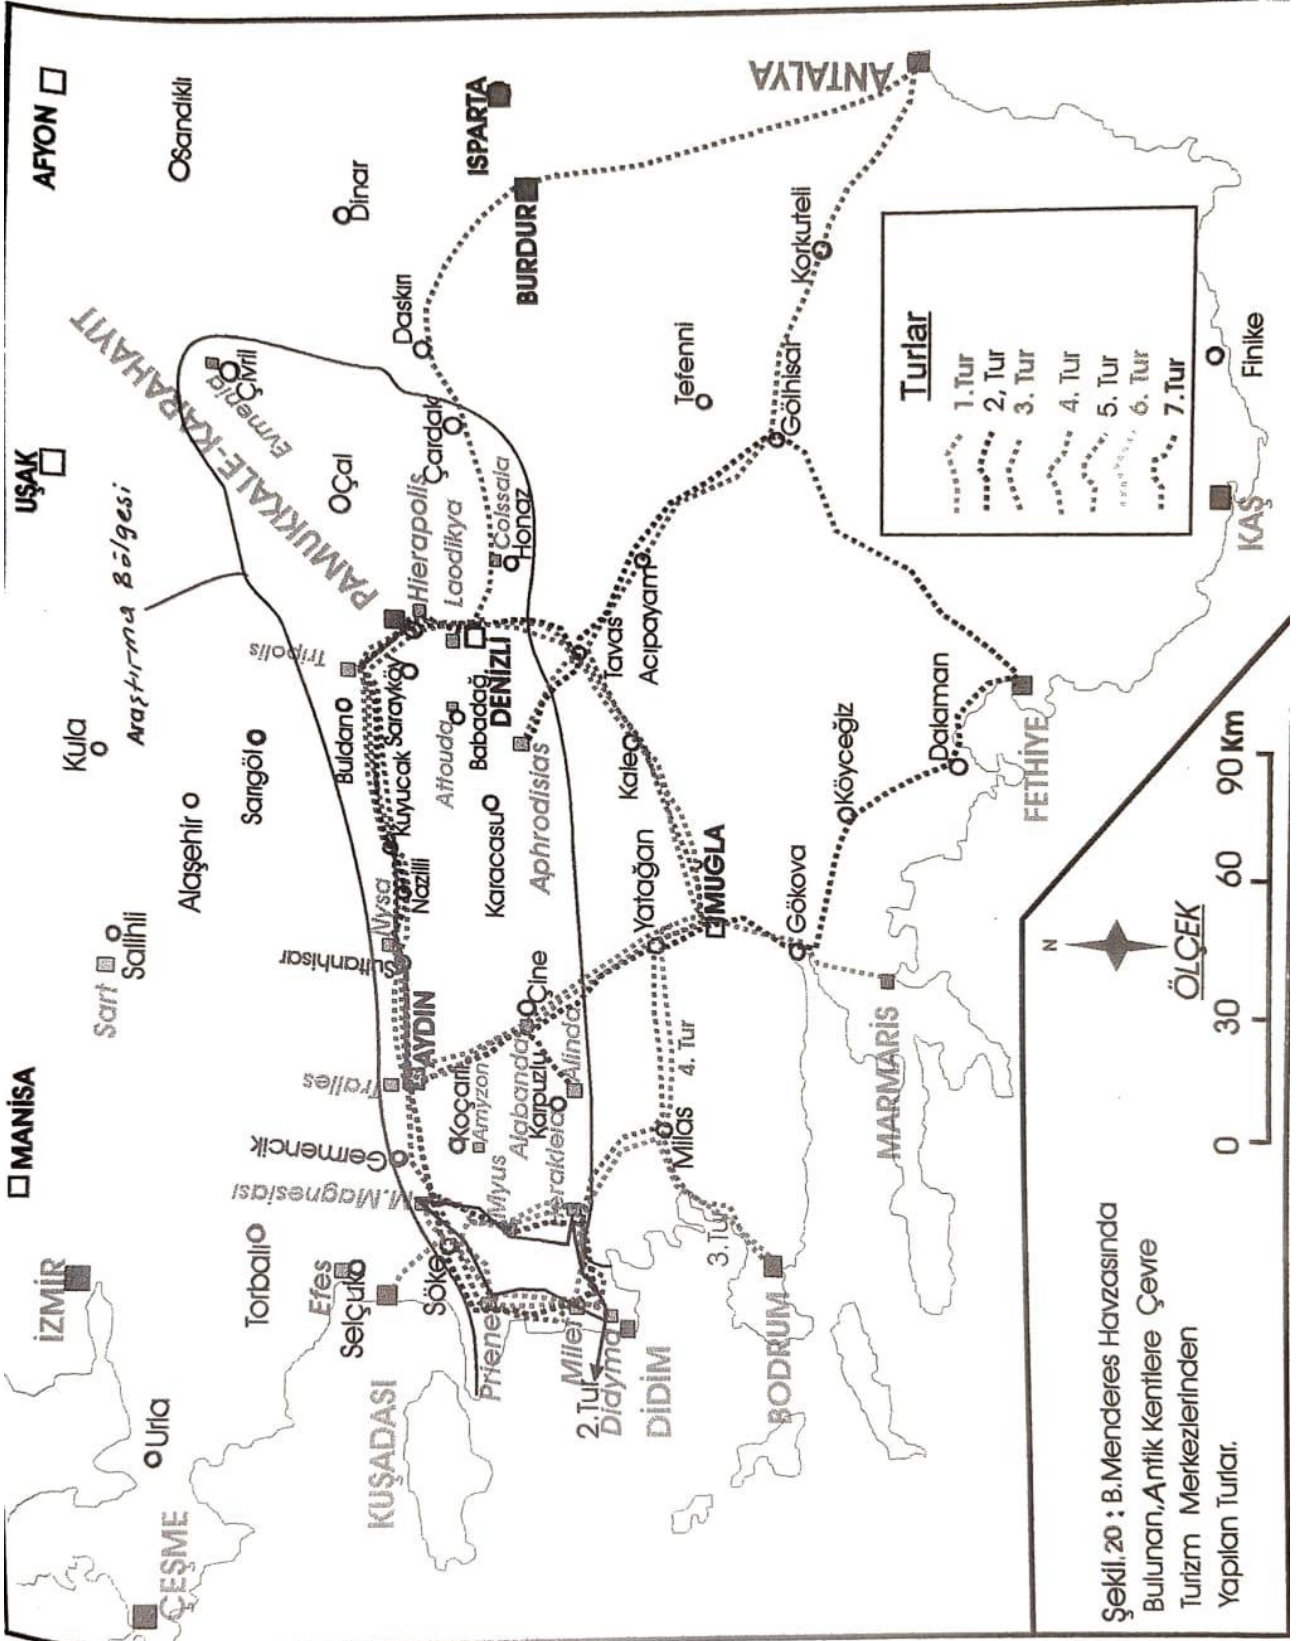 İZMİR
MANİSA
UŞAK
AFYON
Kula
Sart
Salihli
Alaşehir
Sandıklı
Urla
ÇEŞME
Torbalı
Sarıgöl
Araştırma Bölgesi
PAMUKKALE-KARAHAYIT
Evmenia
Çivril
Dinar
Efes
Selçuk
KUŞADASI
M.Magnesiası
Germencik
Tralles
AYDIN
Sultanhisar
Nysa
Nazilli
Kuyucak
Buldan
Sarayköy
Tripolis
Hierapolis
Laodikya
Çal
Çardak
Daskırı
ISPARTA
BURDUR
Söke
Koçarlı
Amyzon
Attouda
Babadağ
DENİZLİ
Colssala
Honaz
Priene
Myus
Alabanda
Karpuzlu
Çine
Karacasu
Aphrodisias
Milet
2.Tur
Didyma
DİDİM
Herakleia
Alinda
Yatağan
Kale
Tavas
Acıpayam
Tefenni
Milas
4. Tur
3.Tur
MUĞLA
BODRUM
Gökova
Köyceğiz
Gölhisar
Korkuteli
ANTALYA
MARMARİS
Dalaman
FETHİYE
KAŞ
Finike
Turlar
1.Tur
2, Tur
3. Tur
4. Tur
5. Tur
6. Tur
7.Tur
N
ÖLÇEK
0 30 60 90 Km
Şekil.20 : B.Menderes Havzasında
Bulunan,Antik Kentlere Çevre
Turizm Merkezlerinden
Yapılan Turlar.